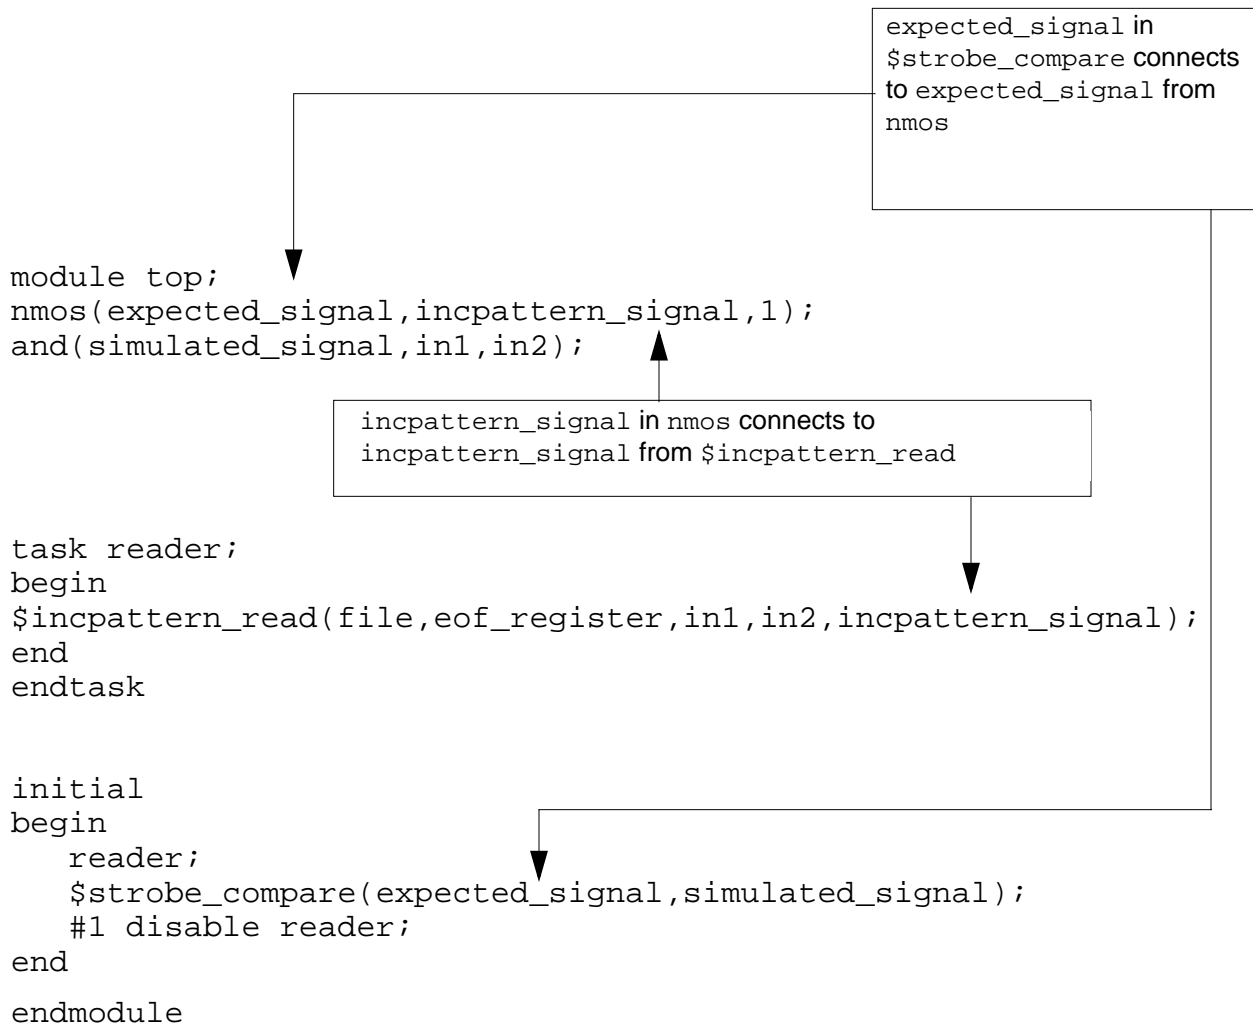 expected_signal in
$strobe_compare connects
to expected_signal from
nmos
module top;
nmos(expected_signal,incpattern_signal,1);
and(simulated_signal,in1,in2);
incpattern_signal in nmos connects to
incpattern_signal from $incpattern_read
task reader;
begin
$incpattern_read(file,eof_register,in1,in2,incpattern_signal);
end
endtask
initial
begin
reader;
$strobe_compare(expected_signal,simulated_signal);
#1 disable reader;
end
endmodule